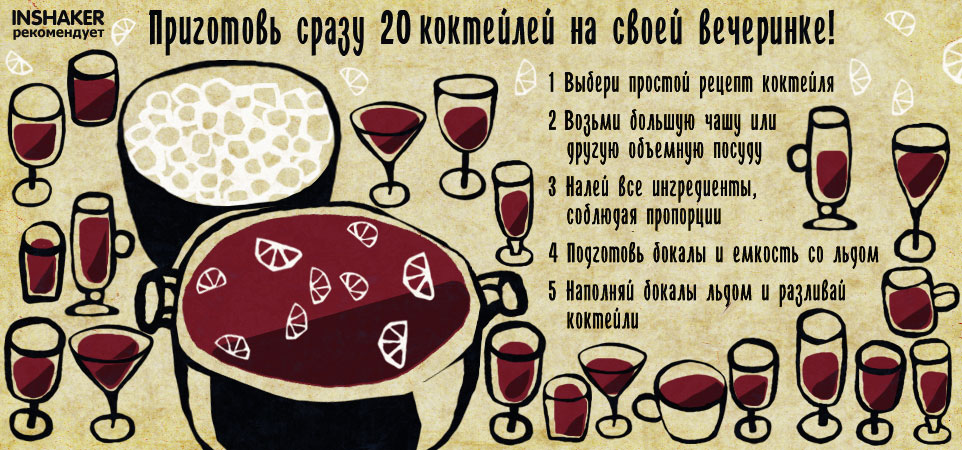 INSHAKER
рекомендует
Приготовь сразу 20 коктейлей на своей вечеринке!
1 Выбери простой рецепт коктейля
2 Возьми большую чашу или
другую объемную посуду
3 Налей все ингредиенты,
соблюдая пропорции
4 Подготовь бокалы и емкость со льдом
5 Наполняй бокалы льдом и разливай
коктейли